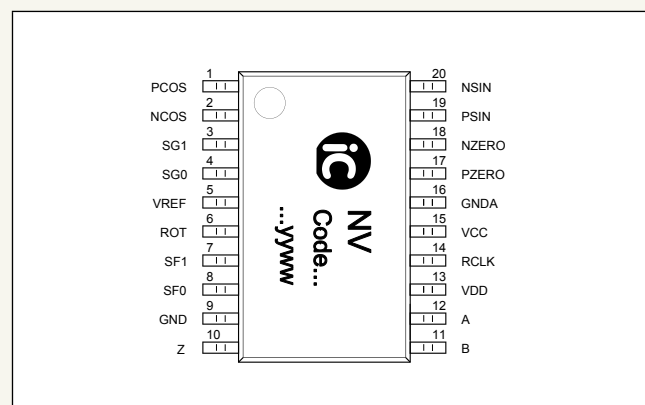 PCOS 1 20 NSIN
NCOS 2 19 PSIN
SG1 3 18 NZERO
SG0 4 17 PZERO
VREF 5 16 GNDA
ROT 6 15 VCC
SF1 7 14 RCLK
SF0 8 13 VDD
GND 9 12 A
Z 10 11 B
iC
NV
Code...
...yyww